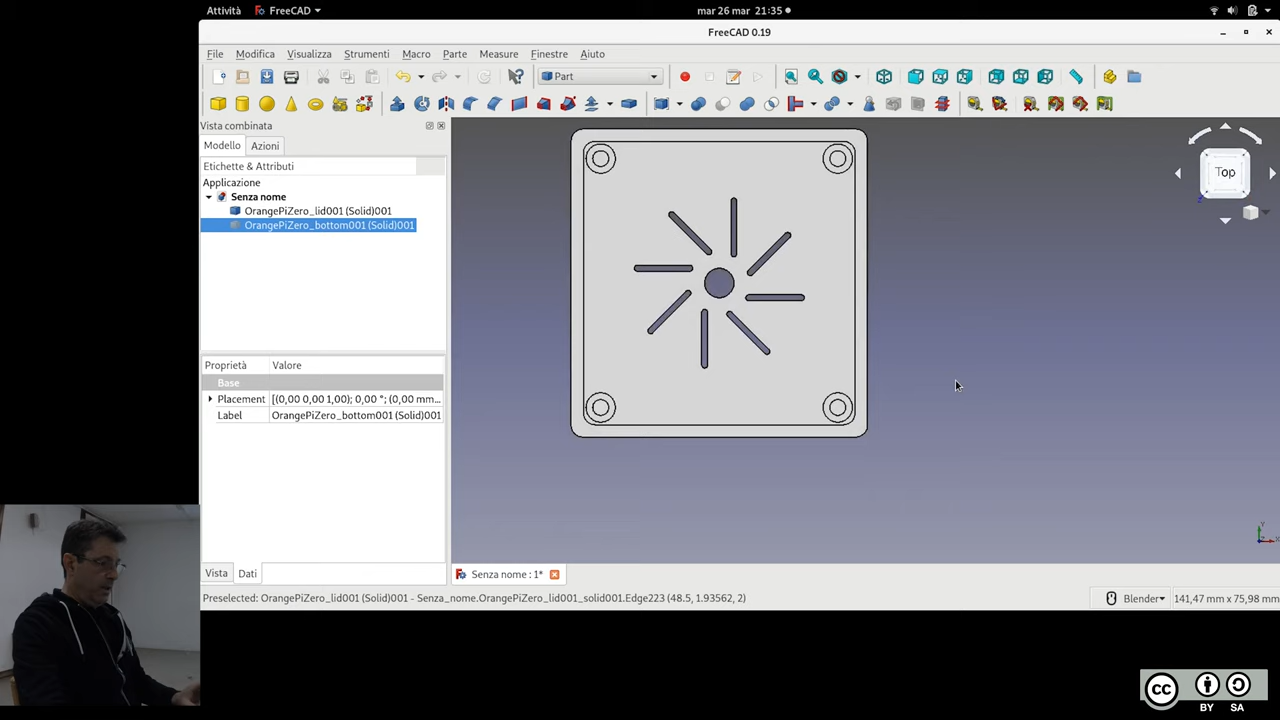 Attività FreeCAD mar 26 mar 21:35
FreeCAD 0.19
File Modifica Visualizza Strumenti Macro Parte Measure Finestre Aiuto
Part
Vista combinata
Modello Azioni
Etichette & Attributi
Applicazione
Senza nome
OrangePiZero_lid001 (Solid)001
OrangePiZero_bottom001 (Solid)001
Top
Proprietà Valore
Base
Placement [(0,00 0,00 1,00); 0,00 °; (0,00 mm...
Label OrangePiZero_bottom001 (Solid)001
Vista Dati
Senza nome : 1*
Preselected: OrangePiZero_lid001 (Solid)001 - Senza_nome.OrangePiZero_lid001_solid001.Edge223 (48.5, 1.93562, 2)
Blender 141,47 mm x 75,98 mm
CC BY SA